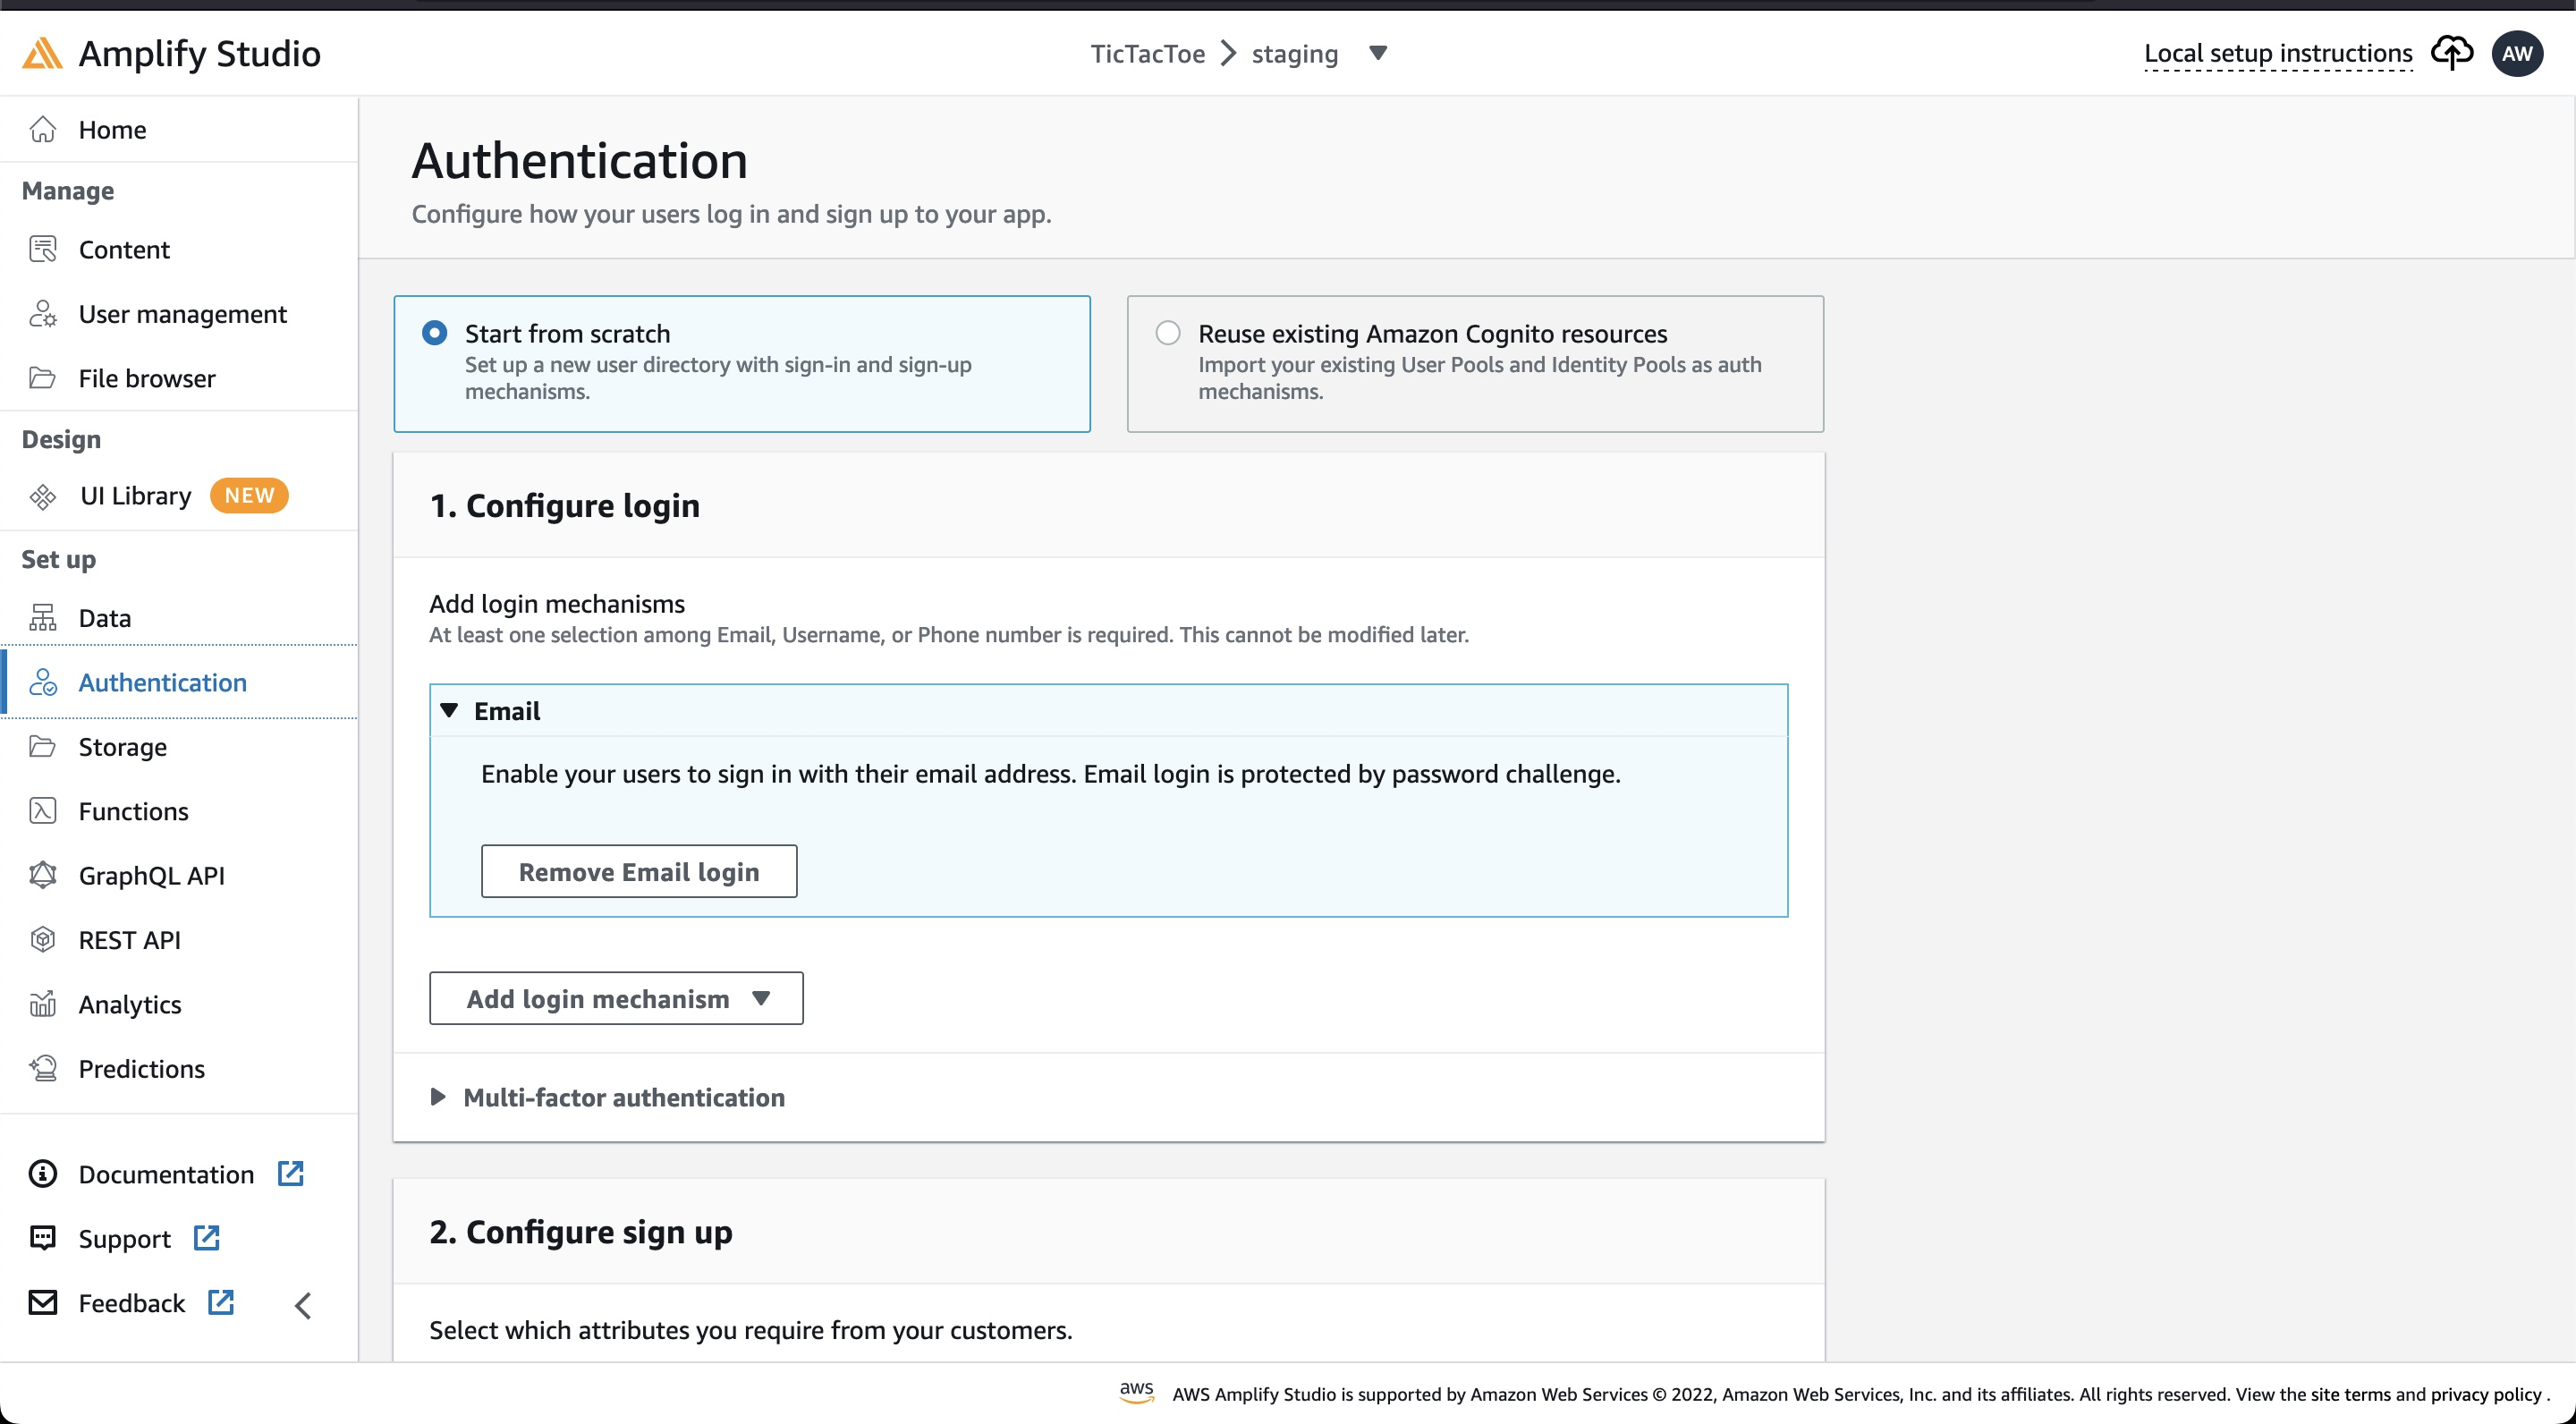 Amplify Studio
TicTacToe
staging
Local setup instructions
AW
Home
Manage
Content
User management
File browser
Design
UI Library NEW
Set up
Data
Authentication
Storage
Functions
GraphQL API
REST API
Analytics
Predictions
Documentation
Support
Feedback
Authentication
Configure how your users log in and sign up to your app.
Start from scratch
Set up a new user directory with sign-in and sign-up
mechanisms.
Reuse existing Amazon Cognito resources
Import your existing User Pools and Identity Pools as auth
mechanisms.
1. Configure login
Add login mechanisms
At least one selection among Email, Username, or Phone number is required. This cannot be modified later.
Email
Enable your users to sign in with their email address. Email login is protected by password challenge.
Remove Email login
Add login mechanism
Multi-factor authentication
2. Configure sign up
Select which attributes you require from your customers.
aws AWS Amplify Studio is supported by Amazon Web Services © 2022, Amazon Web Services, Inc. and its affiliates. All rights reserved. View the site terms and privacy policy .